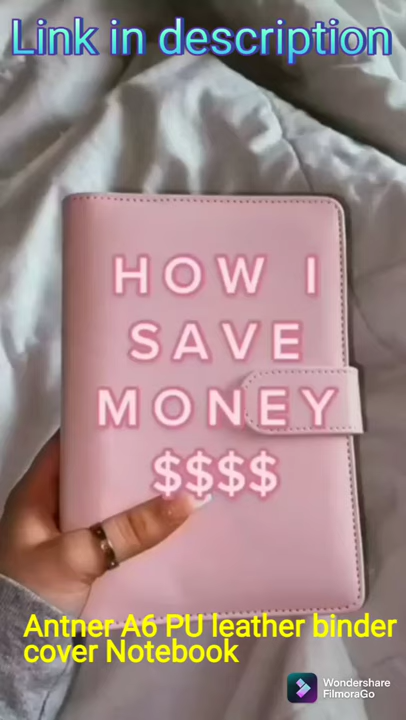 Link in description
HOW I
SAVE
MONEY
$$$$
Antner A6 PU leather binder
cover Notebook
Wondershare
FilmoraGo